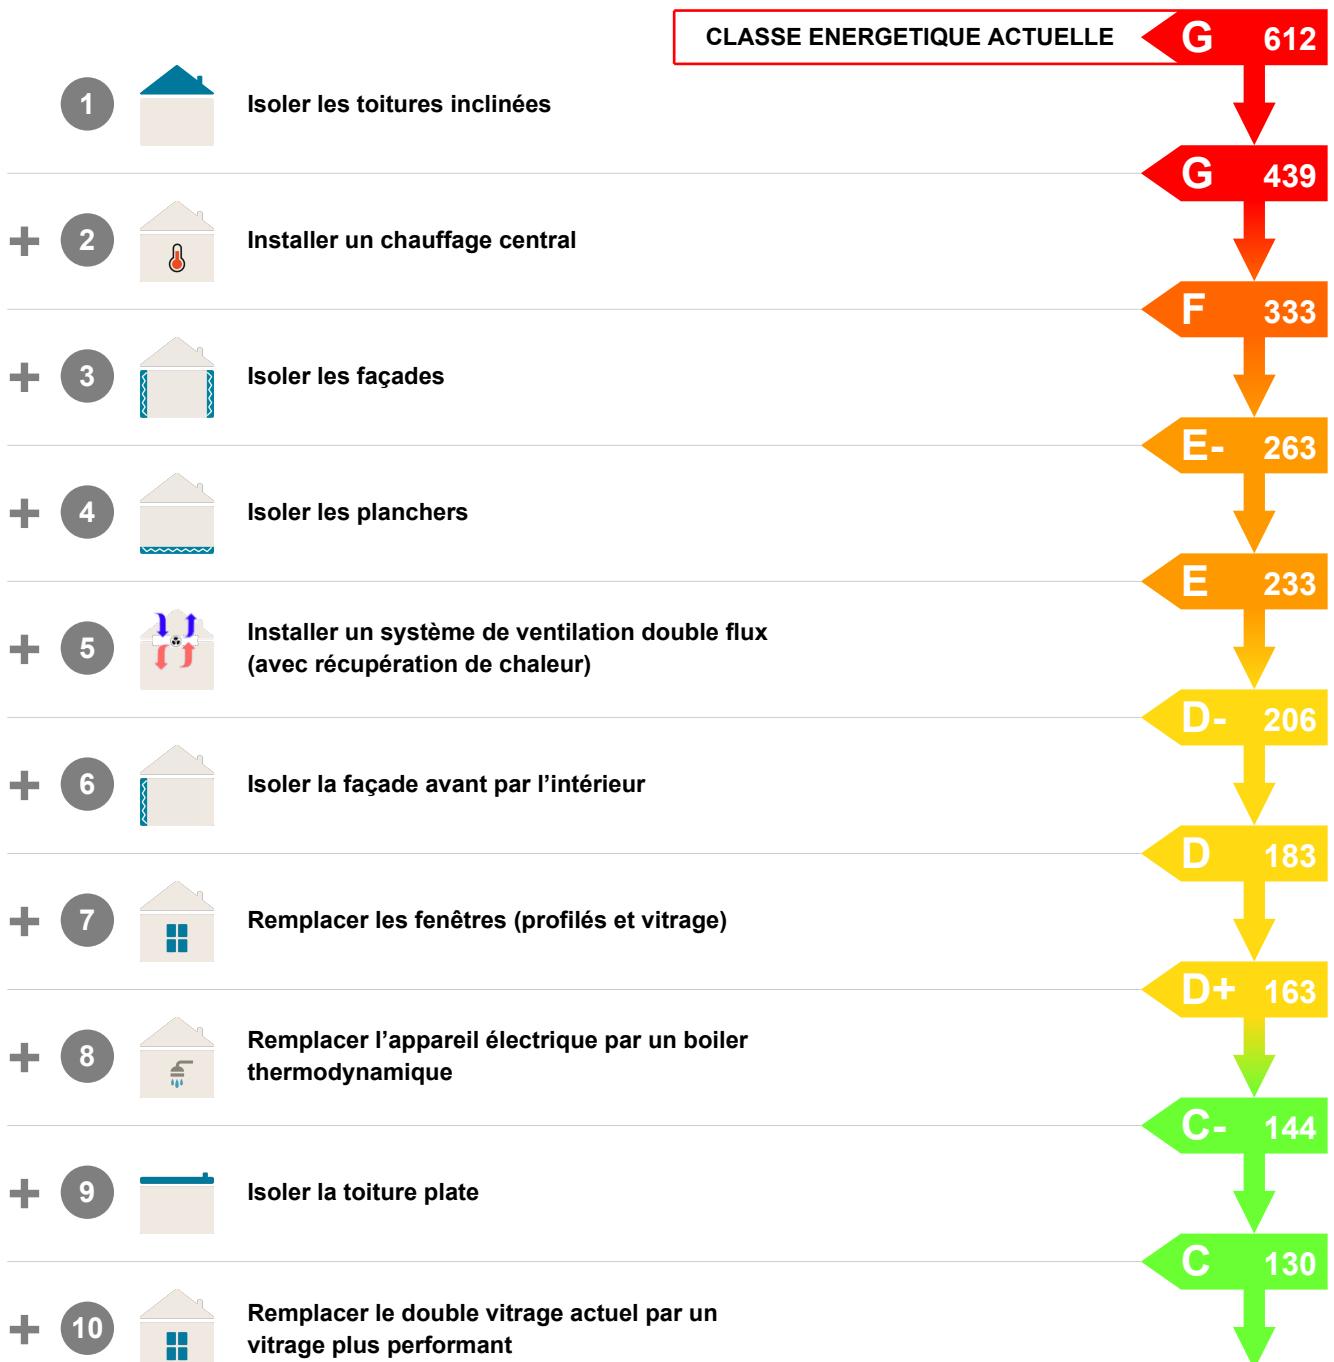 CLASSE ENERGETIQUE ACTUELLE G 612
1 Isoler les toitures inclinées
G 439
+ 2 Installer un chauffage central
F 333
+ 3 Isoler les façades
E- 263
+ 4 Isoler les planchers
E 233
+ 5 Installer un système de ventilation double flux
(avec récupération de chaleur)
D- 206
+ 6 Isoler la façade avant par l’intérieur
D 183
+ 7 Remplacer les fenêtres (profilés et vitrage)
D+ 163
+ 8 Remplacer l’appareil électrique par un boiler
thermodynamique
C- 144
+ 9 Isoler la toiture plate
C 130
+ 10 Remplacer le double vitrage actuel par un
vitrage plus performant